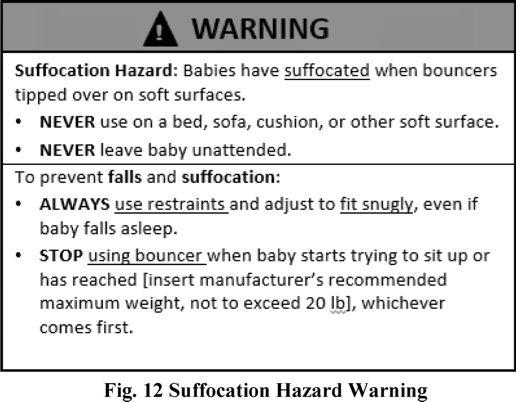 WARNING
Suffocation Hazard: Babies have suffocated when bouncers
tipped over on soft surfaces.
• NEVER use on a bed, sofa, cushion, or other soft surface.
• NEVER leave baby unattended.
To prevent falls and suffocation:
• ALWAYS use restraints and adjust to fit snugly, even if
baby falls asleep.
• STOP using bouncer when baby starts trying to sit up or
has reached [insert manufacturer's recommended
maximum weight, not to exceed 20 lb], whichever
comes first.
Fig. 12 Suffocation Hazard Warning